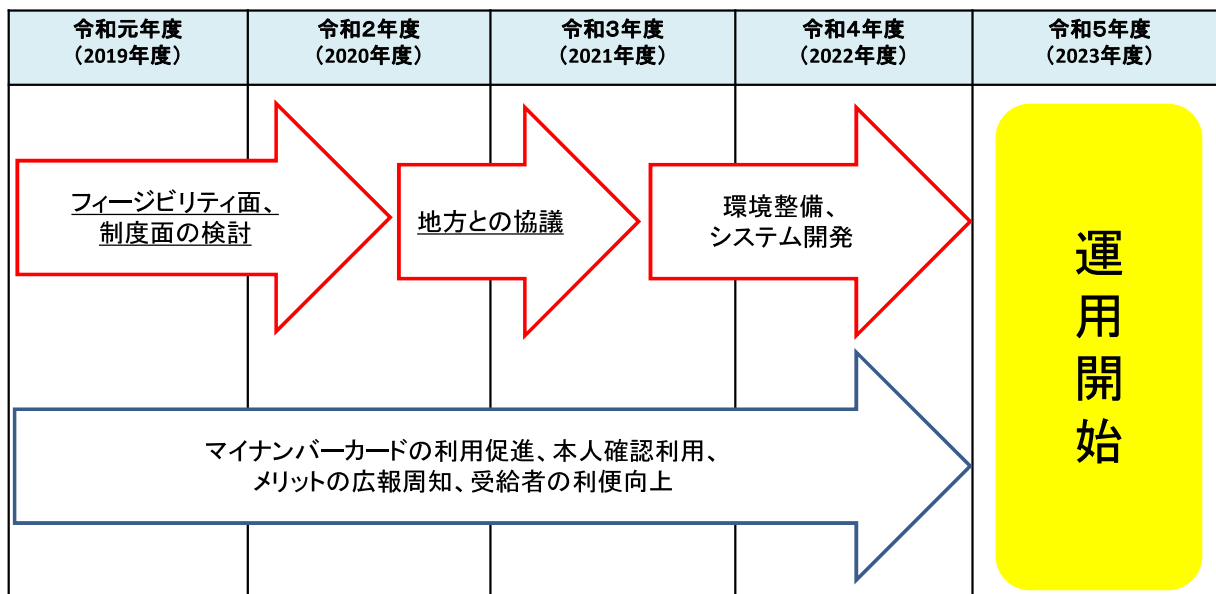 令和元年度
（2019年度）
令和２年度
（2020年度）
令和３年度
（2021年度）
令和４年度
（2022年度）
令和５年度
（2023年度）
フィージビリティ面、
制度面の検討
地方との協議
環境整備、
システム開発
運用開始
マイナンバーカードの利用促進、本人確認利用、
メリットの広報周知、受給者の利便向上